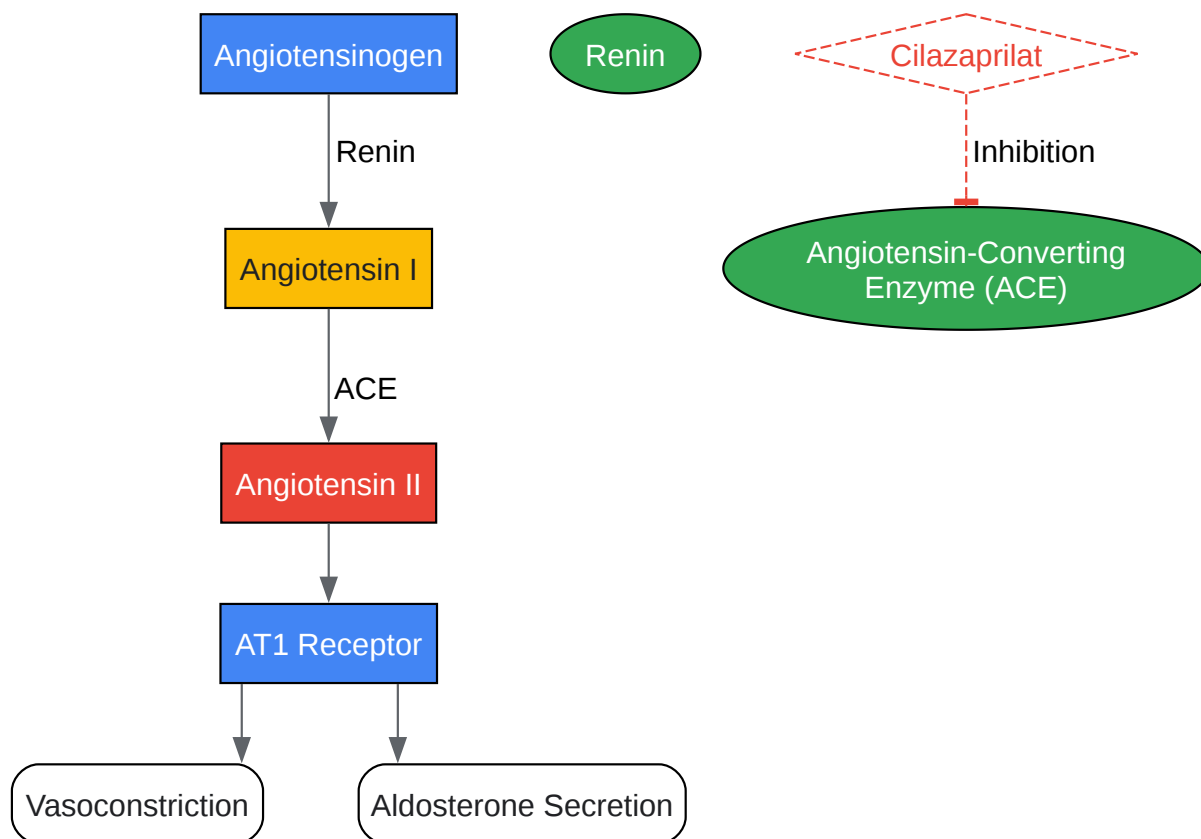 Angiotensinogen
Renin
Cilazaprilat
Renin
Inhibition
Angiotensin I
Angiotensin-Converting
Enzyme (ACE)
ACE
Angiotensin II
AT1 Receptor
Vasoconstriction
Aldosterone Secretion